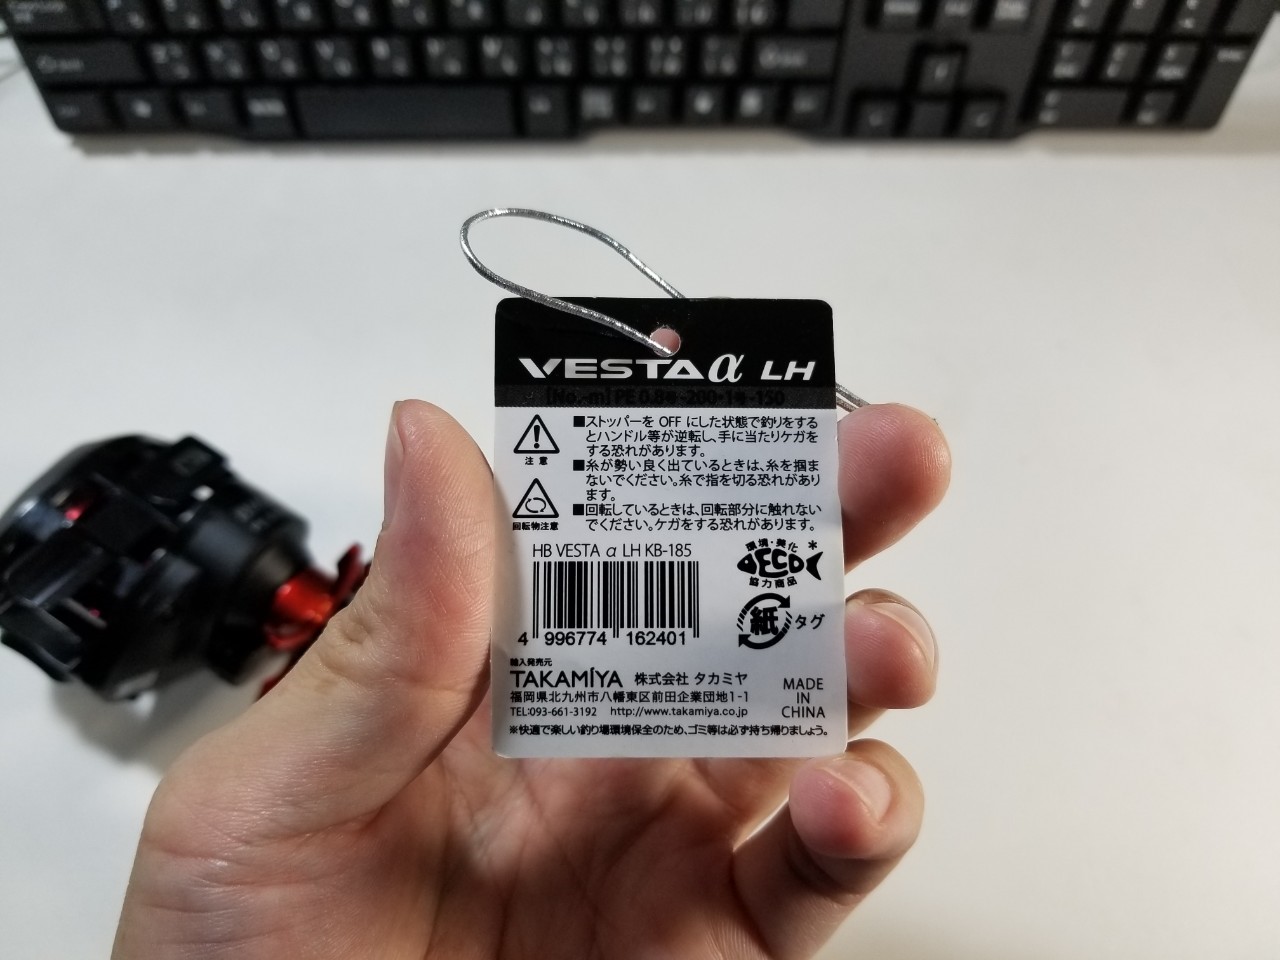 VESTA α LH
[No.-m] PE 0.8号-200・1号-150
■ストッパーを OFF にした状態で釣りをする
とハンドル等が逆転し、手に当たりケガを
する恐れがあります。
注 意
■糸が勢い良く出ているときは、糸を掴ま
ないでください。糸で指を切る恐れがあり
ます。
■回転しているときは、回転部分に触れない
でください。ケガをする恐れがあります。
回転物注意
HB VESTA α LH KB-185
4 996774 162401
環境・美化
ECO
*
協力商品
紙 タグ
輸入発売元
TAKAMIYA 株式会社 タカミヤ
福岡県北九州市八幡東区前田企業団地1-1
TEL:093-661-3192 http://www.takamiya.co.jp
MADE
IN
CHINA
※快適で楽しい釣り場環境保全のため、ゴミ等は必ず持ち帰りましょう。